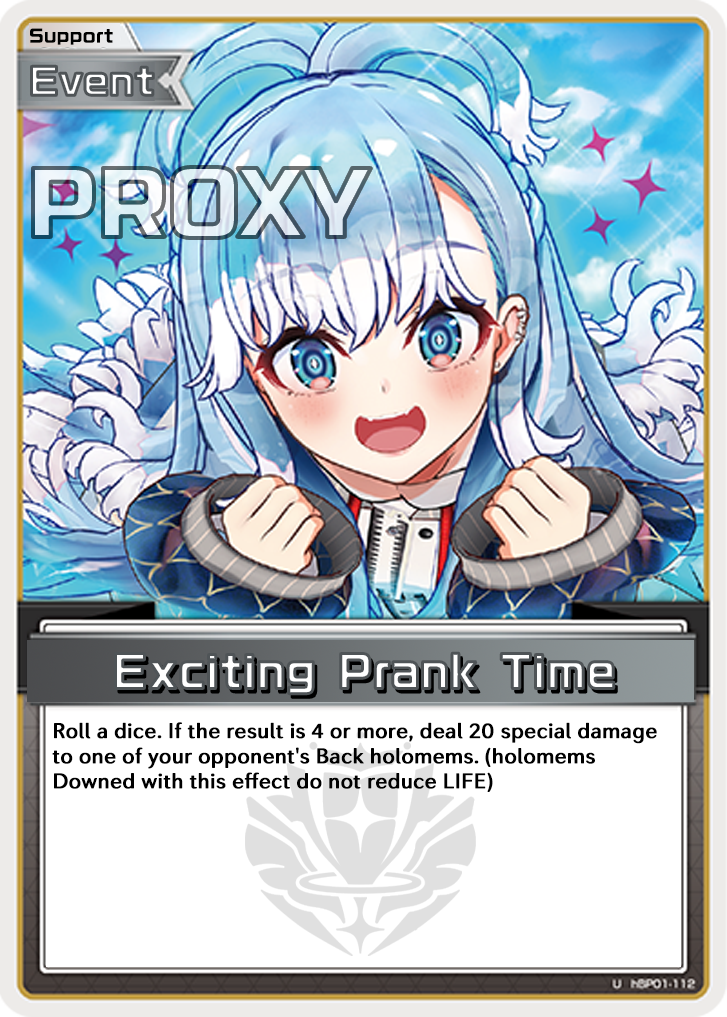 Support
Event
PROXY
Exciting Prank Time
Roll a dice. If the result is 4 or more, deal 20 special damage
to one of your opponent's Back holomems. (holomems
Downed with this effect do not reduce LIFE)
U hBP01-112